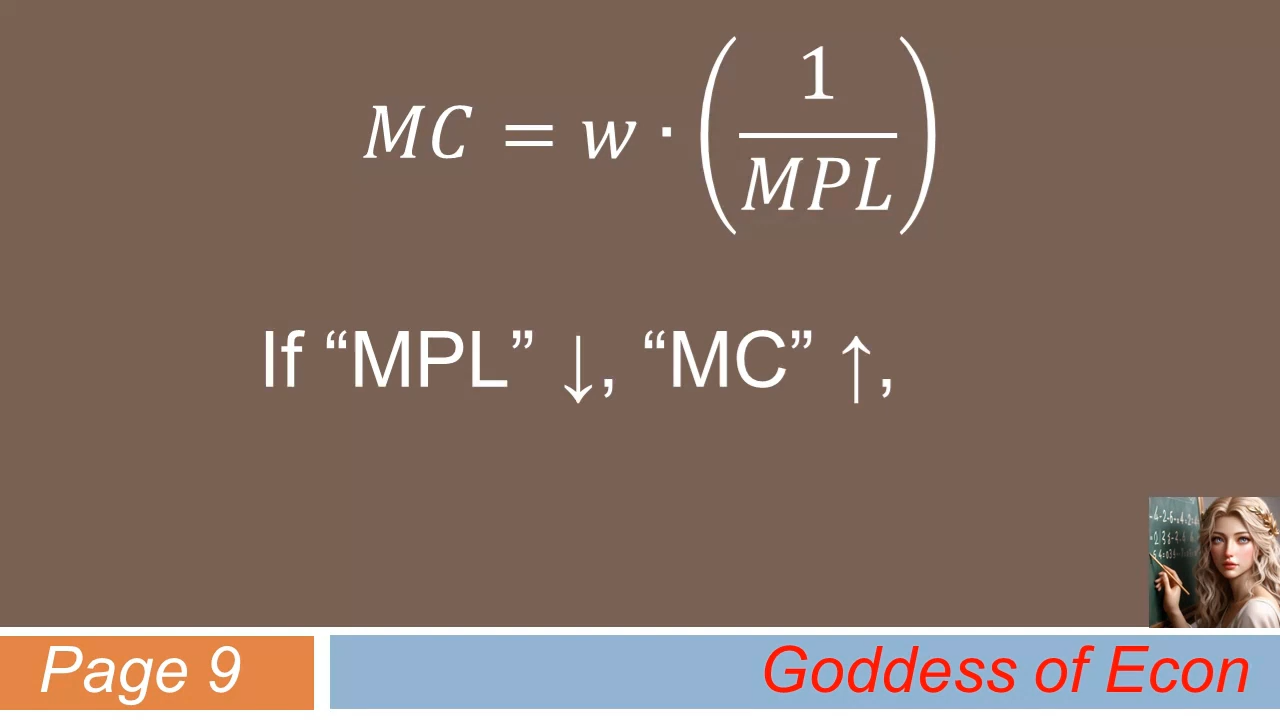 MC = w · (1/MPL)
If “MPL” ↓, “MC” ↑,
Page 9
Goddess of Econ